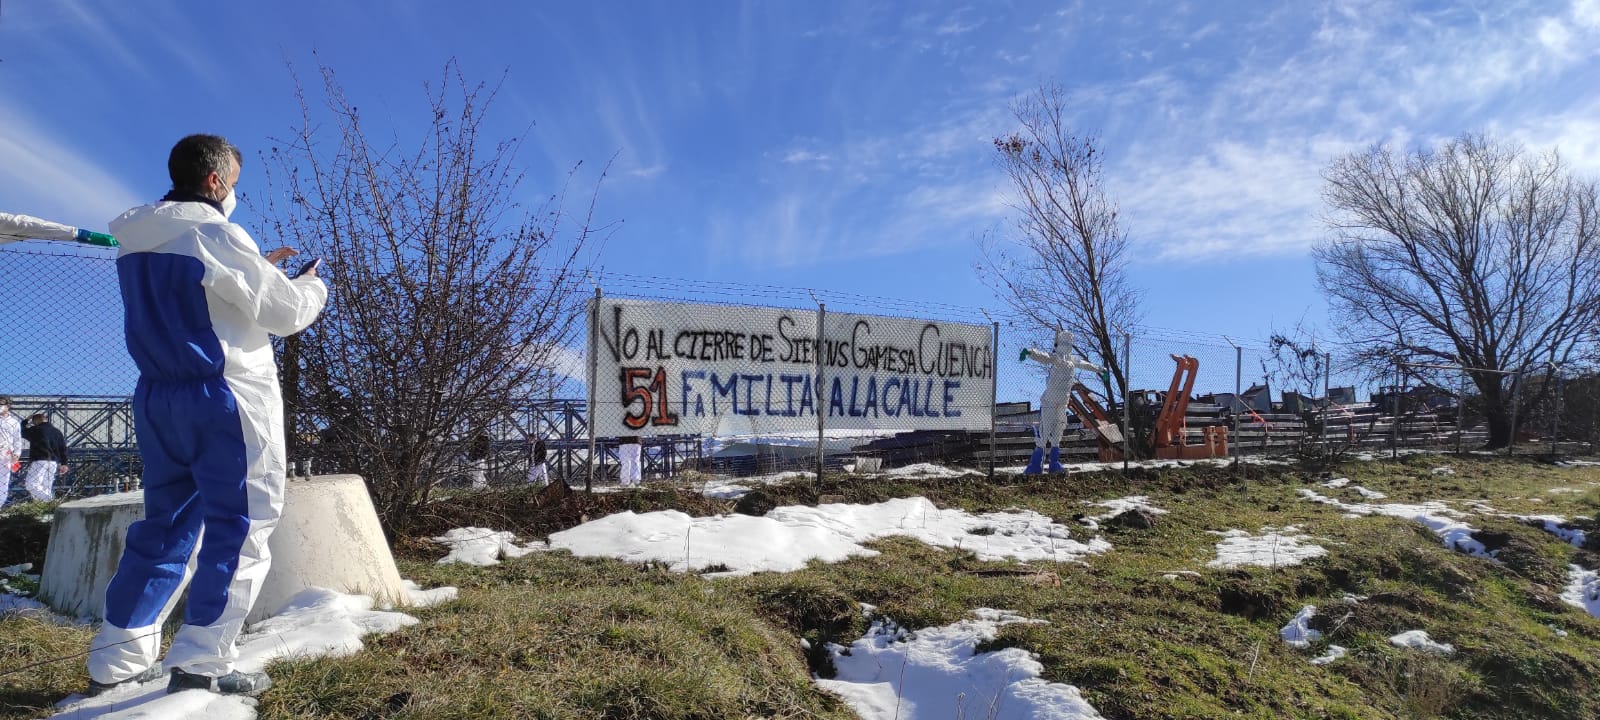 NO AL CIERRE DE SIEMENS GAMESA CUENCA
51 FAMILIAS A LA CALLE